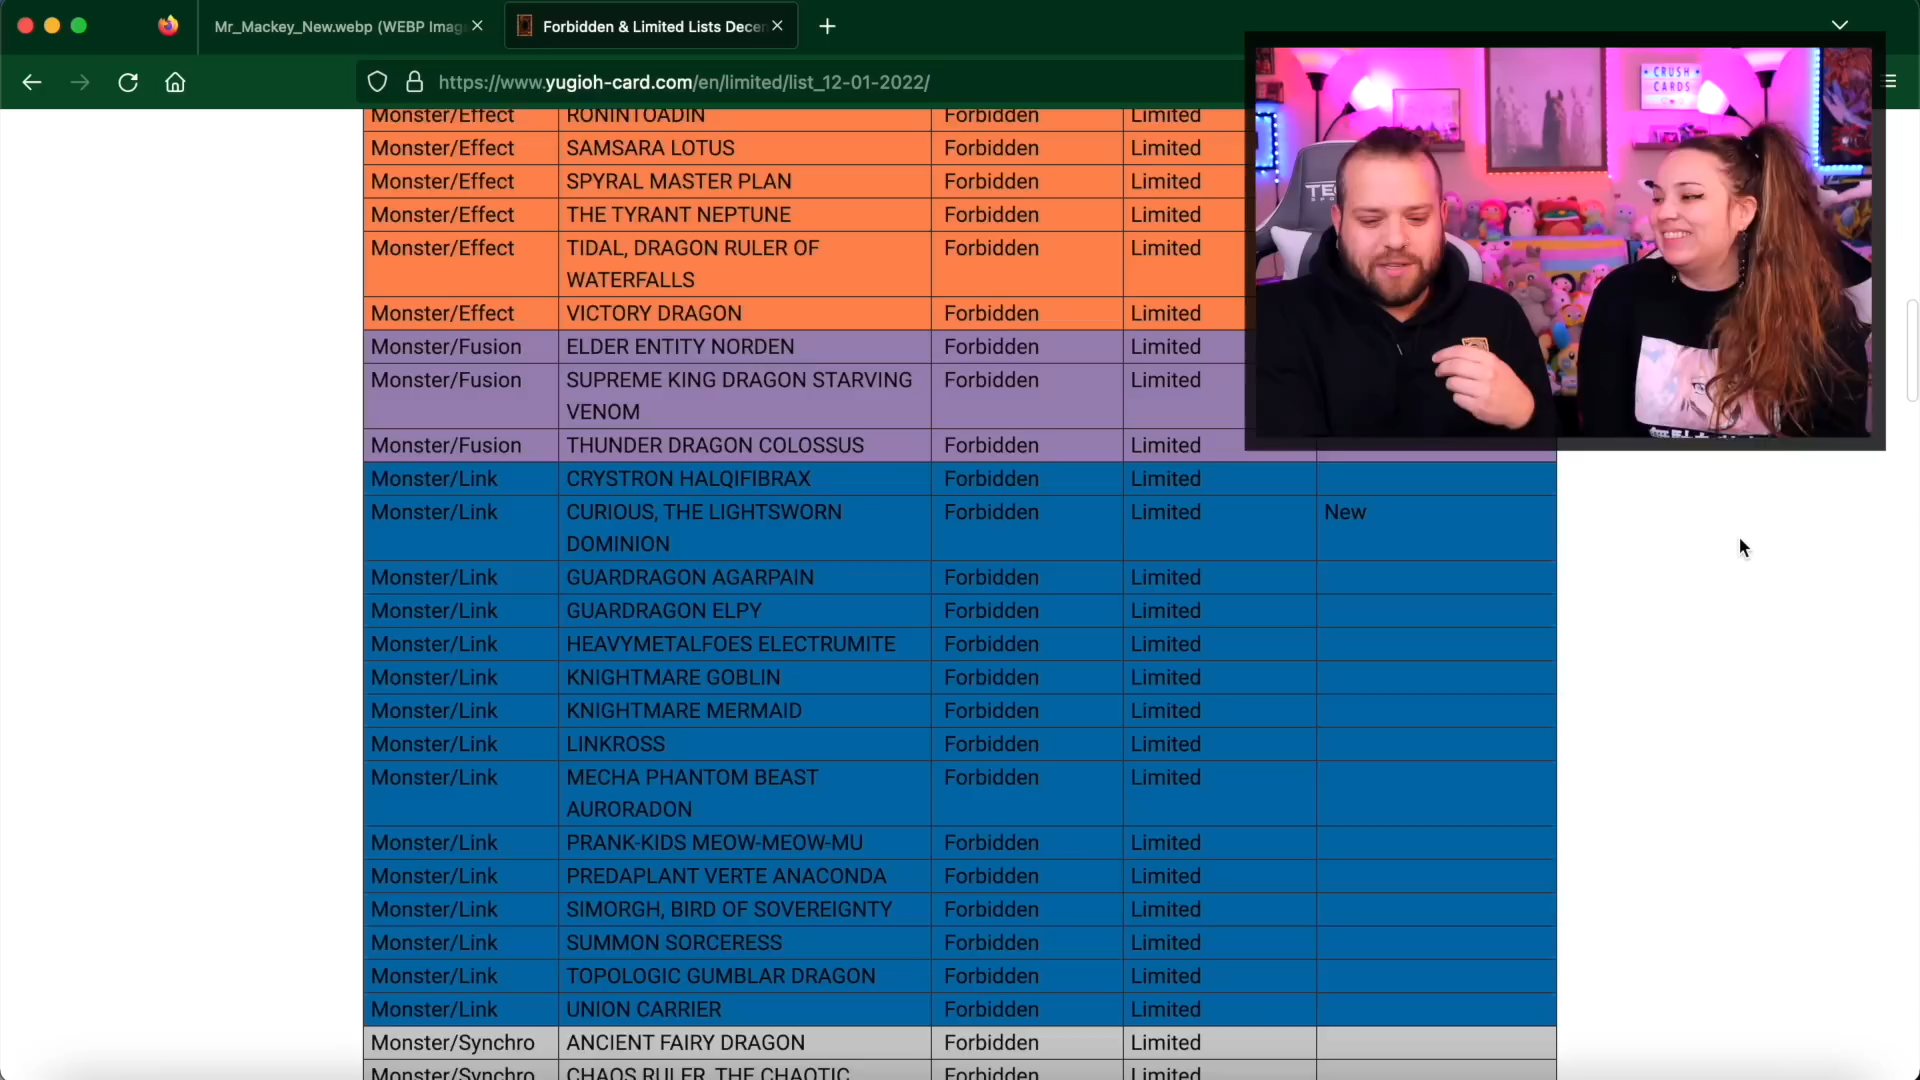 Mr_Mackey_New.webp (WEBP Imag
Forbidden & Limited Lists Decem
https://www.yugioh-card.com/en/limited/list_12-01-2022/
Monster/Effect RONINTOADIN Forbidden Limited
Monster/Effect SAMSARA LOTUS Forbidden Limited
Monster/Effect SPYRAL MASTER PLAN Forbidden Limited
Monster/Effect THE TYRANT NEPTUNE Forbidden Limited
Monster/Effect TIDAL, DRAGON RULER OF Forbidden Limited
WATERFALLS
Monster/Effect VICTORY DRAGON Forbidden Limited
Monster/Fusion ELDER ENTITY NORDEN Forbidden Limited
Monster/Fusion SUPREME KING DRAGON STARVING Forbidden Limited
VENOM
Monster/Fusion THUNDER DRAGON COLOSSUS Forbidden Limited
Monster/Link CRYSTRON HALQIFIBRAX Forbidden Limited
Monster/Link CURIOUS, THE LIGHTSWORN Forbidden Limited New
DOMINION
Monster/Link GUARDRAGON AGARPAIN Forbidden Limited
Monster/Link GUARDRAGON ELPY Forbidden Limited
Monster/Link HEAVYMETALFOES ELECTRUMITE Forbidden Limited
Monster/Link KNIGHTMARE GOBLIN Forbidden Limited
Monster/Link KNIGHTMARE MERMAID Forbidden Limited
Monster/Link LINKROSS Forbidden Limited
Monster/Link MECHA PHANTOM BEAST Forbidden Limited
AURORADON
Monster/Link PRANK-KIDS MEOW-MEOW-MU Forbidden Limited
Monster/Link PREDAPLANT VERTE ANACONDA Forbidden Limited
Monster/Link SIMORGH, BIRD OF SOVEREIGNTY Forbidden Limited
Monster/Link SUMMON SORCERESS Forbidden Limited
Monster/Link TOPOLOGIC GUMBLAR DRAGON Forbidden Limited
Monster/Link UNION CARRIER Forbidden Limited
Monster/Synchro ANCIENT FAIRY DRAGON Forbidden Limited
Monster/Synchro CHAOS RULER, THE CHAOTIC Forbidden Limited
CRUSH
CARDS